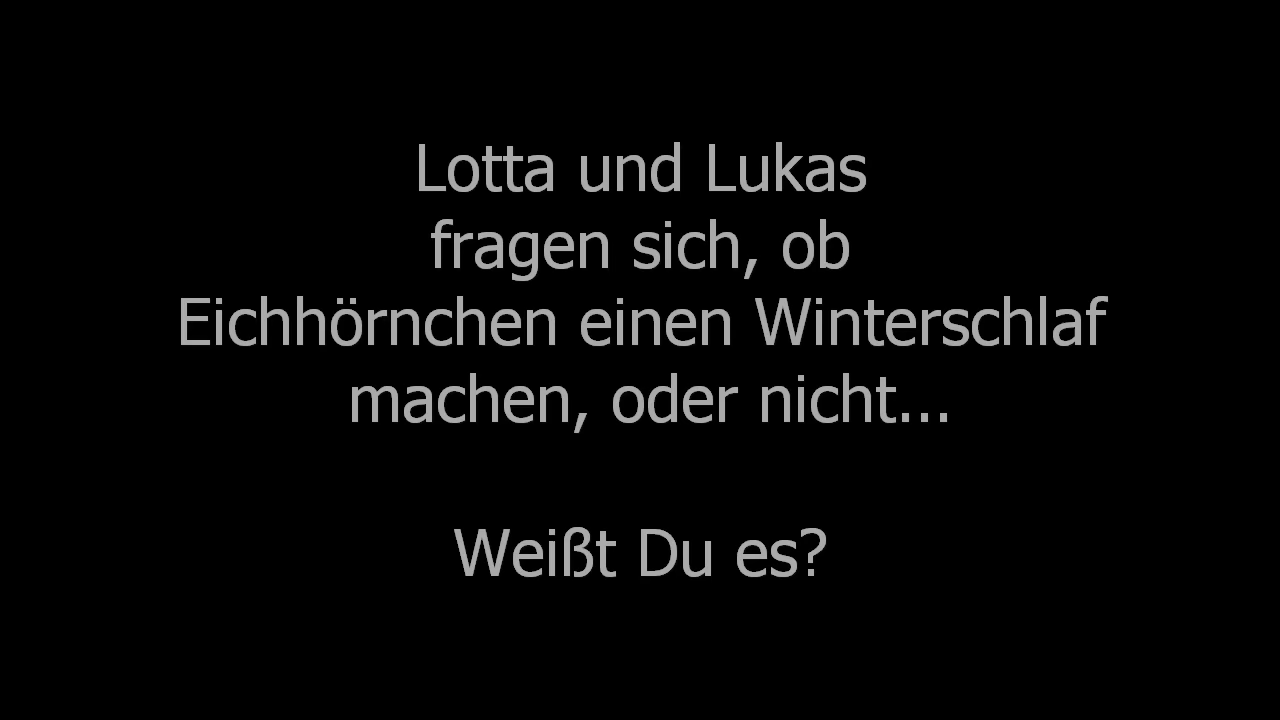 Lotta und Lukas
fragen sich, ob
Eichhörnchen einen Winterschlaf
machen, oder nicht...
Weißt Du es?